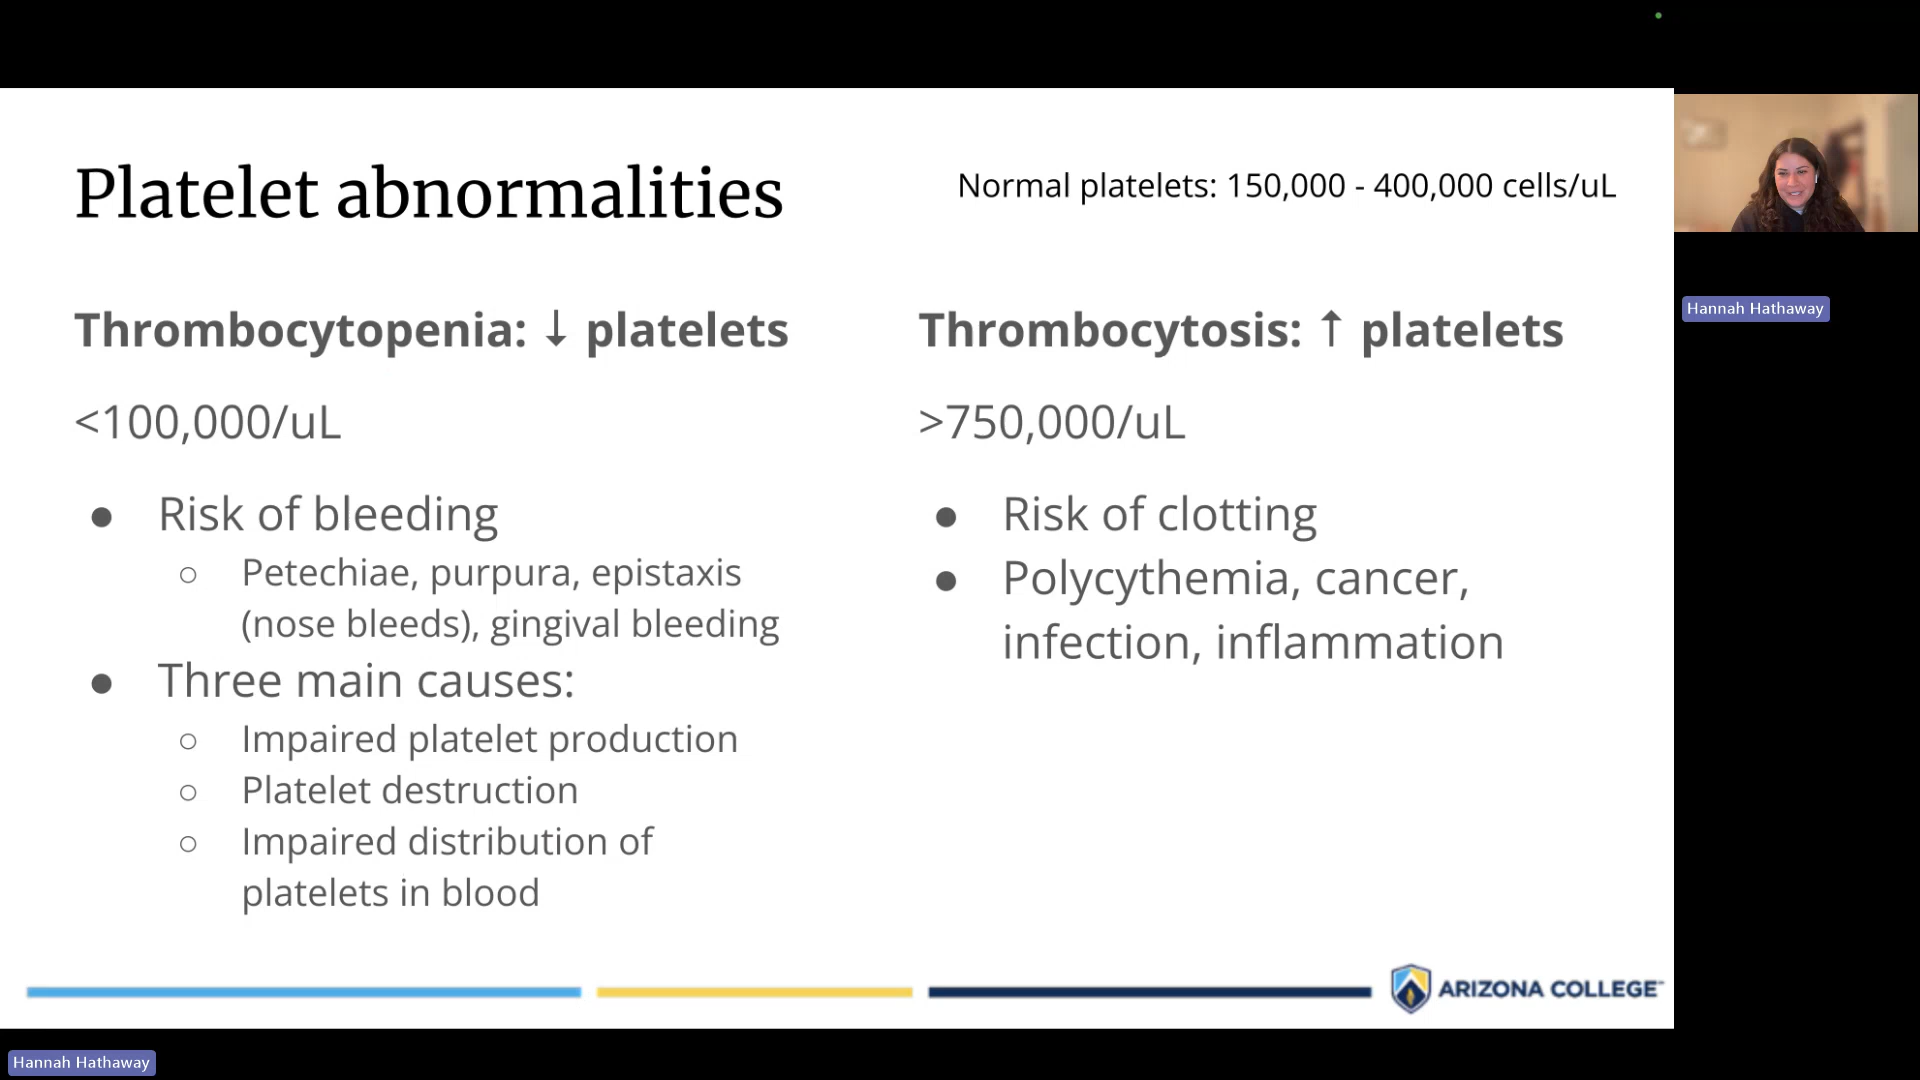 Platelet abnormalities
Normal platelets: 150,000 - 400,000 cells/uL
Thrombocytopenia: ↓ platelets
<100,000/uL
● Risk of bleeding
○ Petechiae, purpura, epistaxis
(nose bleeds), gingival bleeding
● Three main causes:
○ Impaired platelet production
○ Platelet destruction
○ Impaired distribution of
platelets in blood
Thrombocytosis: ↑ platelets
>750,000/uL
● Risk of clotting
● Polycythemia, cancer,
infection, inflammation
ARIZONA COLLEGE
Hannah Hathaway
Hannah Hathaway